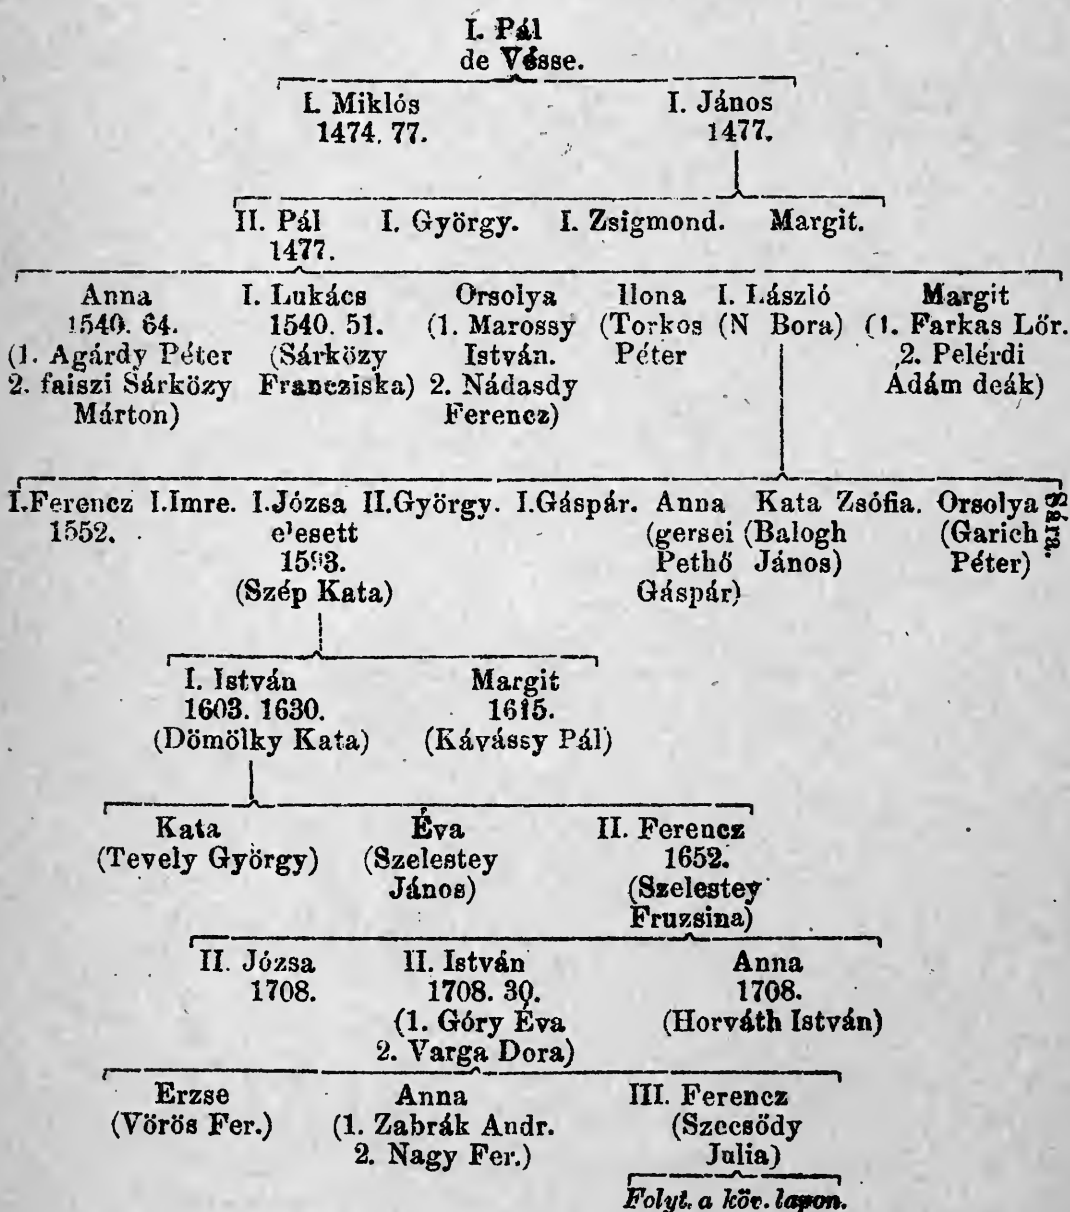 I. Pál
de Vésse.
I. Miklós I. János
1474. 77. 1477.
II. Pál I. György. I. Zsigmond. Margit.
1477.
Anna I. Lukács Orsolya Ilona I. László Margit
1540. 64. 1540. 51. (1. Marossy (Torkos (N Bora) (1. Farkas Lőr.
(1. Agárdy Péter (Sárközy István. Péter 2. Pelérdi
2. faiszi Sárközy Francziska) 2. Nádasdy Ádám deák)
Márton) Ferencz)
I. Ferencz I. Imre. I. Józsa II. György. I. Gáspár. Anna Kata Zsófia. Orsolya Sára.
1552. elesett (gersei (Balogh (Garich
1593. Pethő János) Péter)
(Szép Kata) Gáspár)
I. István Margit
1603. 1630. 1615.
(Dömölky Kata) (Kávássy Pál)
Kata Éva II. Ferencz
(Tevely György) (Szelestey 1652.
János) (Szelestey
Fruzsina)
II. Józsa II. István Anna
1708. 1708. 30. 1708.
(1. Góry Éva (Horváth István)
2. Varga Dora)
Erzse Anna III. Ferencz
(Vörös Fer.) (1. Zabrák Andr. (Szecsődy
2. Nagy Fer.) Julia)
Folyt. a köv. lapon.